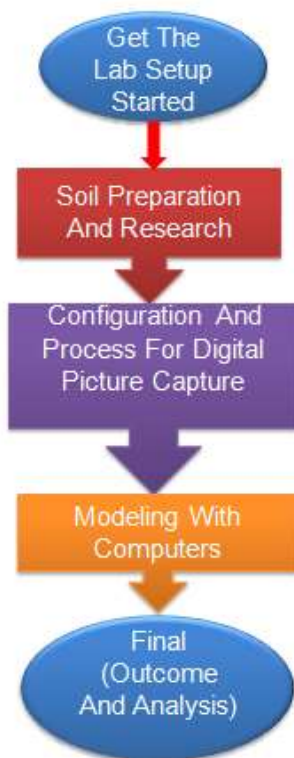 Get The
Lab Setup
Started
Soil Preparation
And Research
Configuration And
Process For Digital
Picture Capture
Modeling With
Computers
Final
(Outcome
And Analysis)